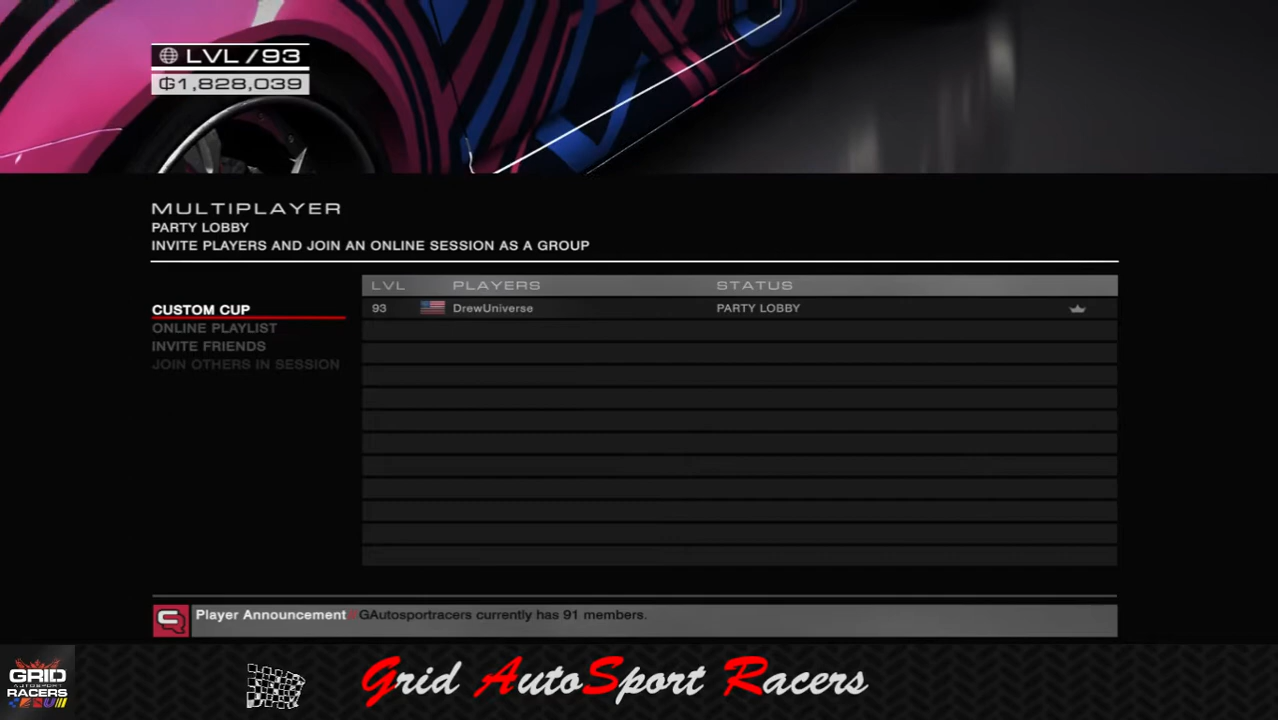 LVL/93
₲1,828,039
MULTIPLAYER
PARTY LOBBY
INVITE PLAYERS AND JOIN AN ONLINE SESSION AS A GROUP
LVL PLAYERS STATUS
93 DrewUniverse PARTY LOBBY
CUSTOM CUP
ONLINE PLAYLIST
INVITE FRIENDS
JOIN OTHERS IN SESSION
Player Announcement // GAutosportracers currently has 91 members.
GRID
AUTOSPORT
RACERS
Grid AutoSport Racers